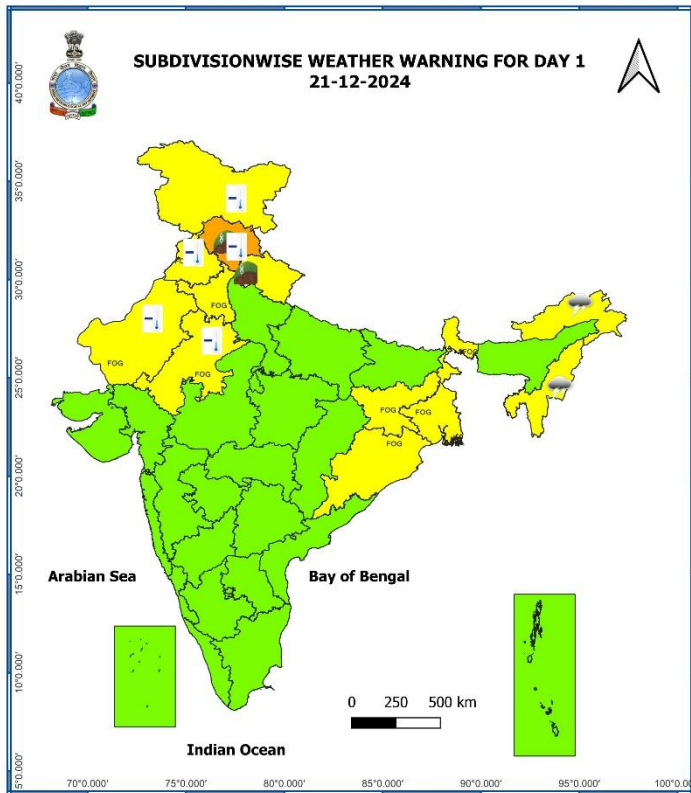 SUBDIVISIONWISE WEATHER WARNING FOR DAY 1
21-12-2024
40°0.000'
35°0.000'
30°0.000'
FOG
FOG
FOG
FOG
25°0.000'
FOG
FOG
FOG
20°0.000'
15°0.000'
Arabian Sea
Bay of Bengal
10°0.000'
0 250 500 km
Indian Ocean
5°0.000'
70°0.000' 75°0.000' 80°0.000' 85°0.000' 90°0.000' 95°0.000' 100°0.0